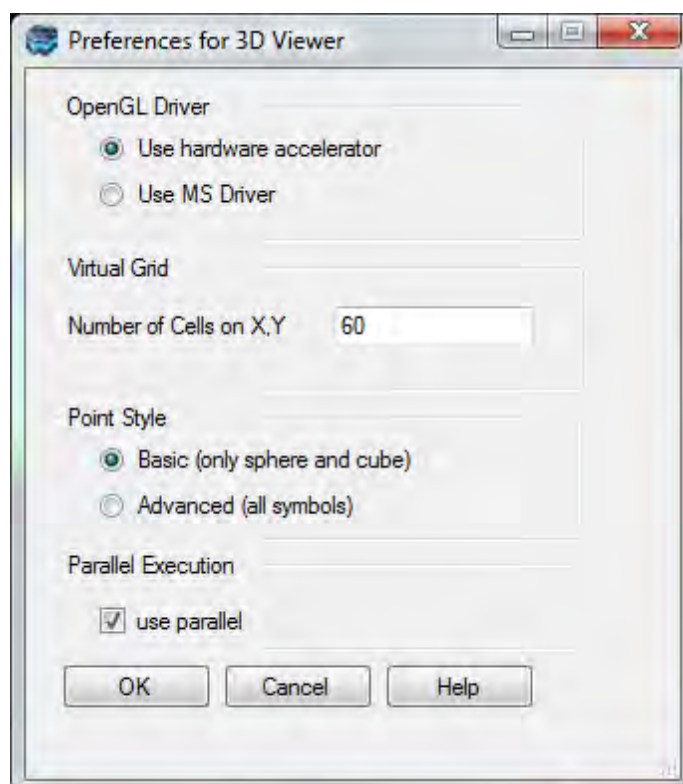 Preferences for 3D Viewer
OpenGL Driver
Use hardware accelerator
Use MS Driver
Virtual Grid
Number of Cells on X,Y 60
Point Style
Basic (only sphere and cube)
Advanced (all symbols)
Parallel Execution
use parallel
OK Cancel Help